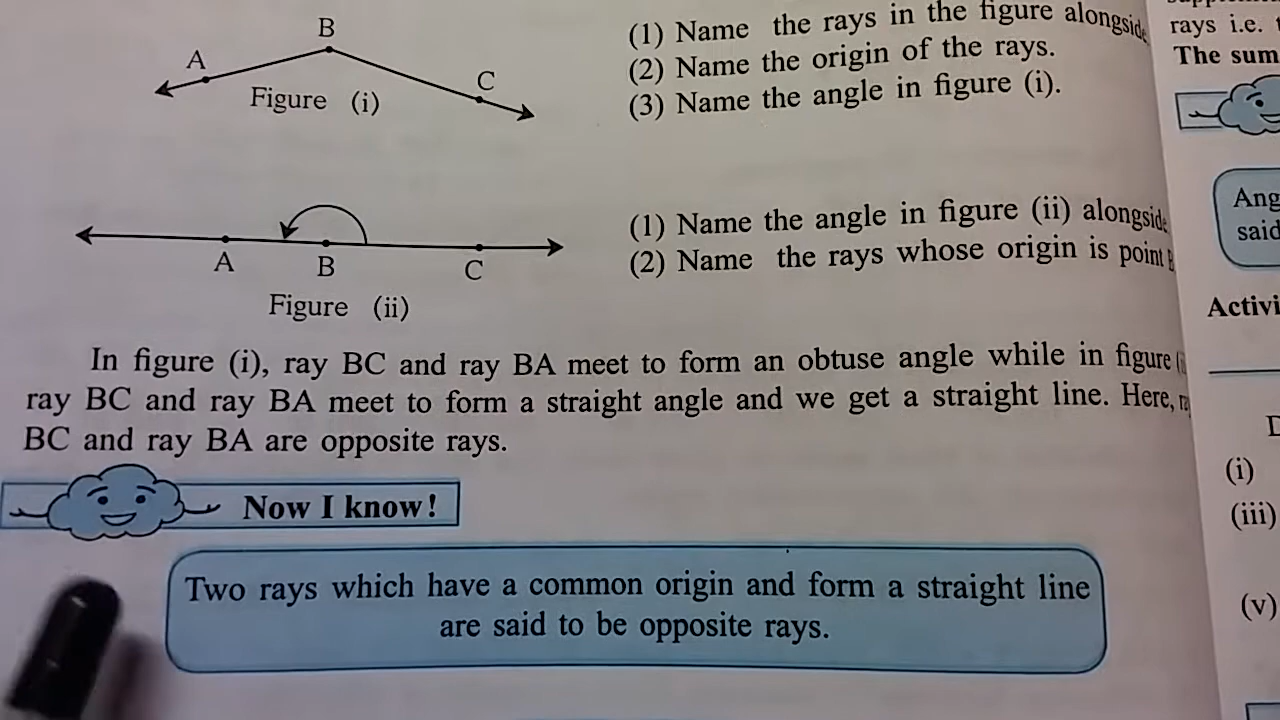 B
A
C
Figure (i)
(1) Name the rays in the figure alongside.
(2) Name the origin of the rays.
(3) Name the angle in figure (i).
A B C
Figure (ii)
(1) Name the angle in figure (ii) alongside.
(2) Name the rays whose origin is point B
In figure (i), ray BC and ray BA meet to form an obtuse angle while in figure
ray BC and ray BA meet to form a straight angle and we get a straight line. Here,
BC and ray BA are opposite rays.
Now I know!
Two rays which have a common origin and form a straight line
are said to be opposite rays.
rays i.e.
The sum
Ang
said
Activi
(i)
(iii)
(v)